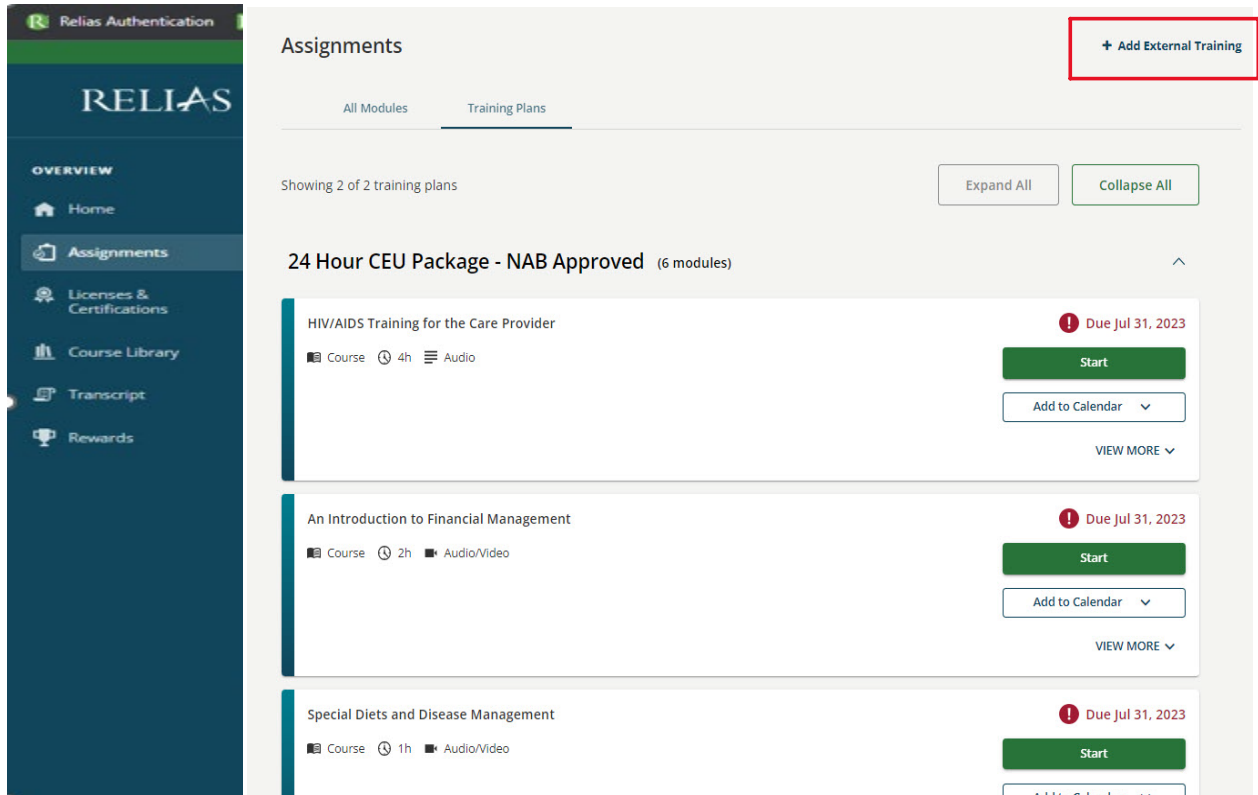 Relias Authentication
RELIAS
OVERVIEW
Home
Assignments
Licenses &
Certifications
Course Library
Transcript
Rewards
Assignments
+ Add External Training
All Modules Training Plans
Showing 2 of 2 training plans
Expand All Collapse All
24 Hour CEU Package - NAB Approved (6 modules)
HIV/AIDS Training for the Care Provider
! Due Jul 31, 2023
Course 4h Audio
Start
Add to Calendar
VIEW MORE
An Introduction to Financial Management
! Due Jul 31, 2023
Course 2h Audio/Video
Start
Add to Calendar
VIEW MORE
Special Diets and Disease Management
! Due Jul 31, 2023
Course 1h Audio/Video
Start